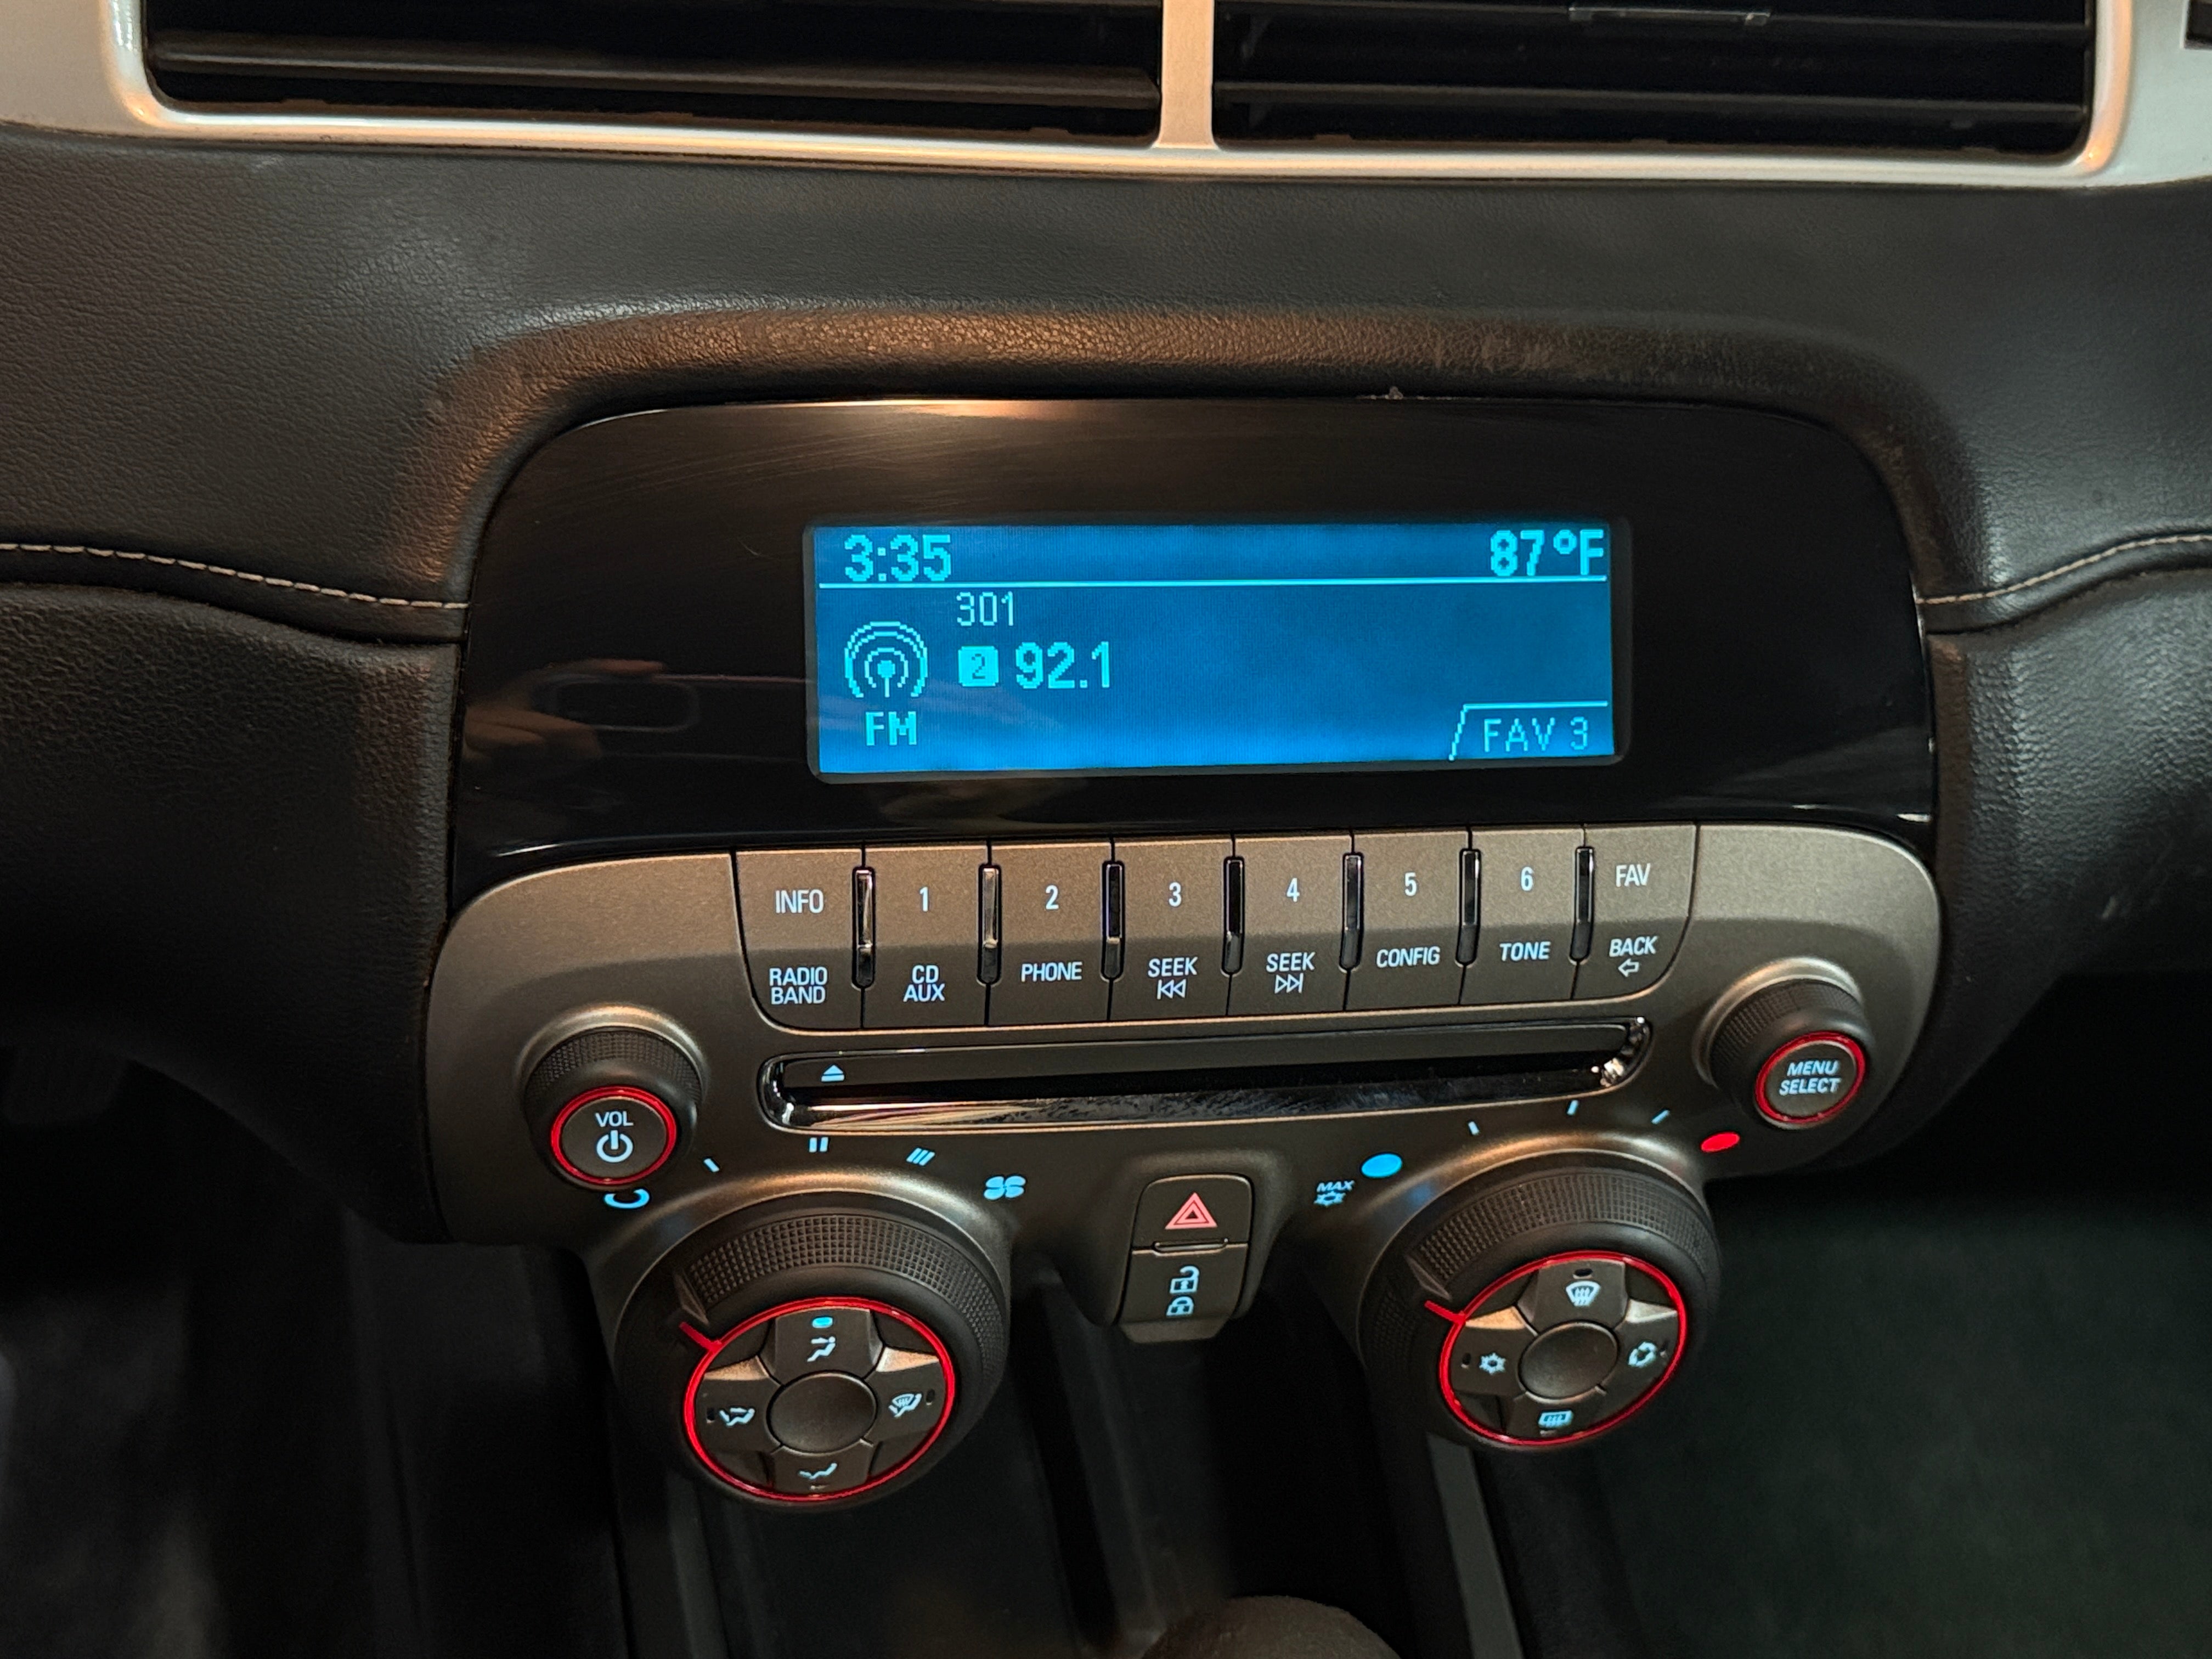 3:35 87°F
301
2 92.1
FM
FAV 3
INFO 1 2 3 4 5 6 FAV
RADIO BAND CD AUX PHONE SEEK SEEK CONFIG TONE BACK
MENU
SELECT
VOL
MAX